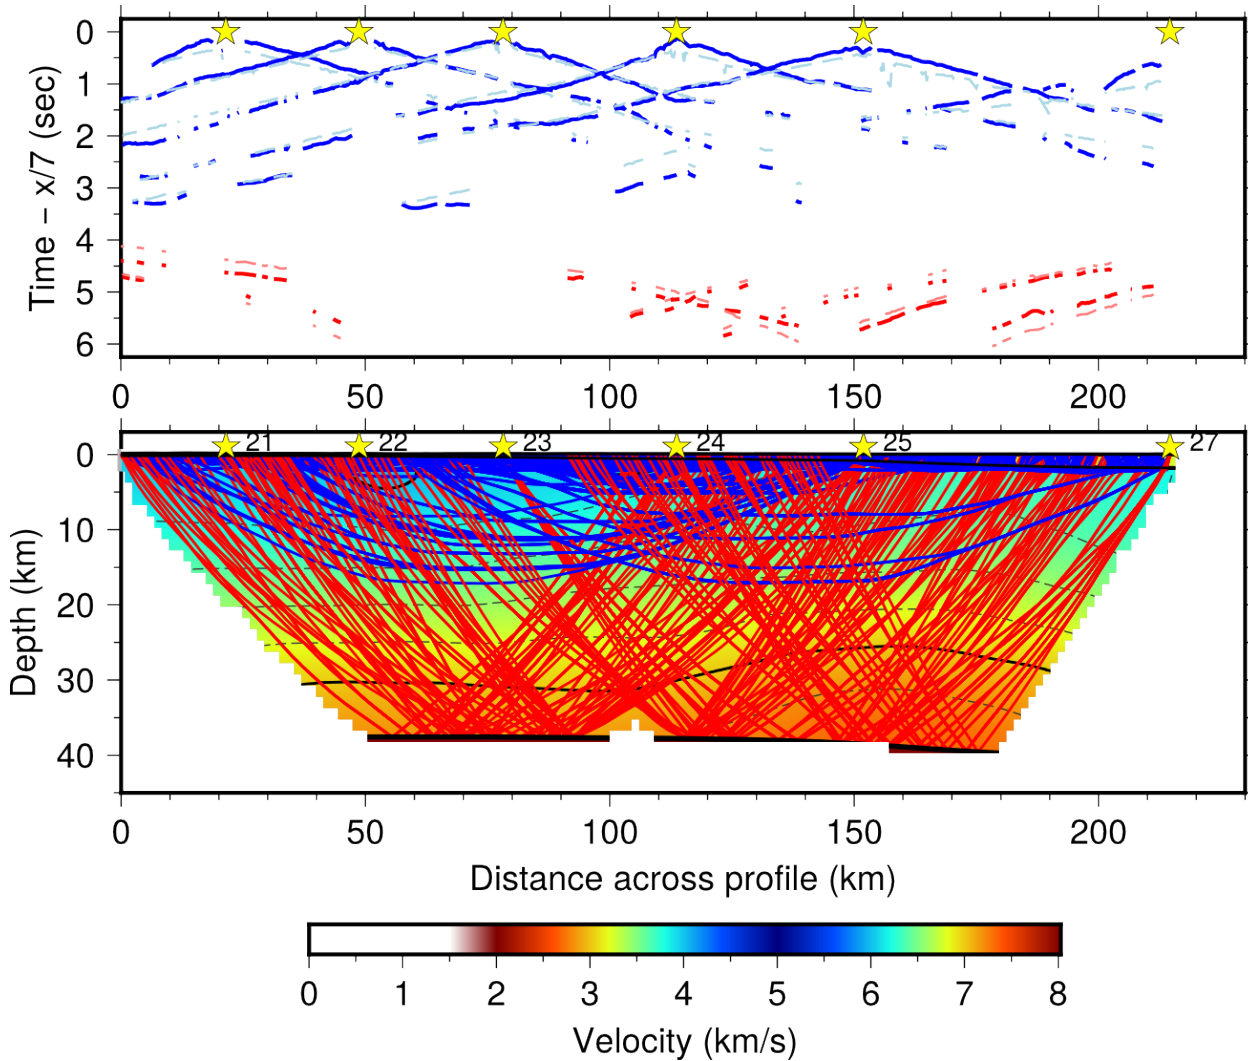 Time − x/7 (sec)
0
1
2
3
4
5
6
0 50 100 150 200
21 22 23 24 25 27
Depth (km)
0
10
20
30
40
0 50 100 150 200
Distance across profile (km)
0 1 2 3 4 5 6 7 8
Velocity (km/s)